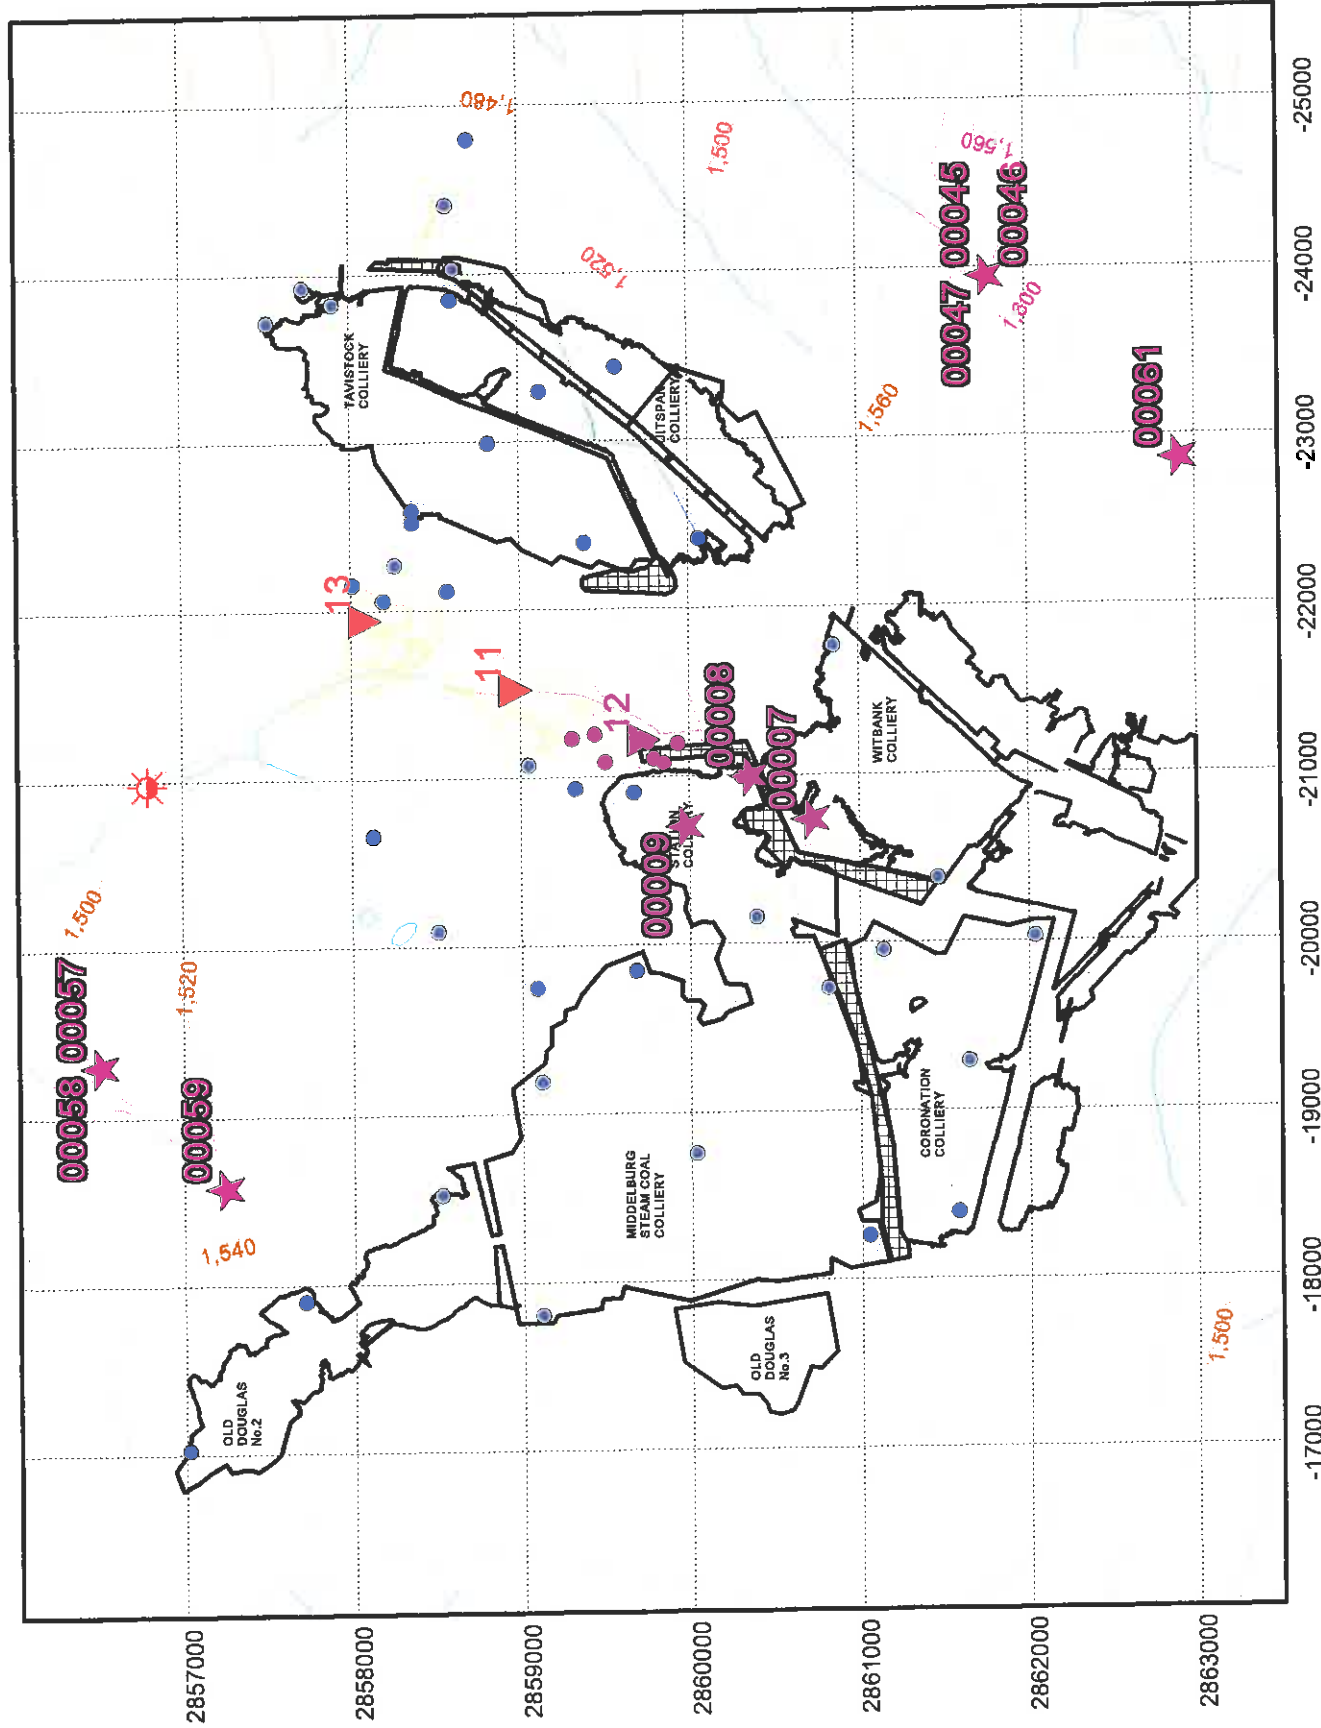 1,480
-25000
1,500
1,560
00047 00045
00046
-24000
1,520
1,600
TAVISTOCK
COLLIERY
UITSPAN
COLLIERY
1,560
00061
-23000
13
-22000
11
12
00008
00007
WITBANK
COLLIERY
-21000
STATION
COLLIERY
00009
1,500
-20000
00058 00057
1,520
00059
-19000
CORONATION
COLLIERY
MIDDELBURG
STEAM COAL
COLLIERY
1,540
-18000
OLD
DOUGLAS
No.3
1,500
OLD
DOUGLAS
No.2
-17000
2857000
2858000
2859000
2860000
2861000
2862000
2863000